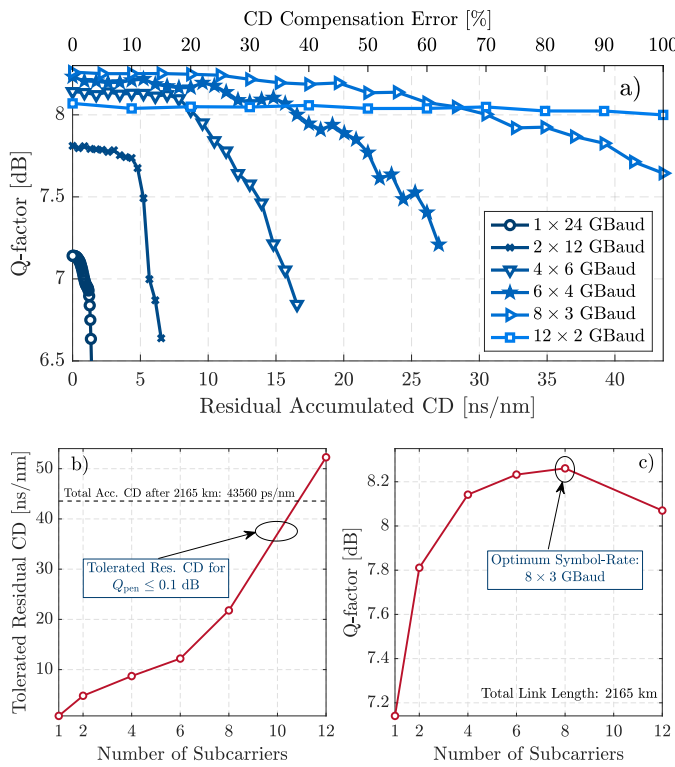 CD Compensation Error [%]
0 10 20 30 40 50 60 70 80 90 100
a)
8
7.5
7
6.5
Q-factor [dB]
1 × 24 GBaud
2 × 12 GBaud
4 × 6 GBaud
6 × 4 GBaud
8 × 3 GBaud
12 × 2 GBaud
0 5 10 15 20 25 30 35 40
Residual Accumulated CD [ns/nm]
b)
50
40
30
20
10
Tolerated Residual CD [ns/nm]
Total Acc. CD after 2165 km: 43560 ps/nm
Tolerated Res. CD for
Qpen ≤ 0.1 dB
1 2 4 6 8 10 12
Number of Subcarriers
c)
8.2
8
7.8
7.6
7.4
7.2
Q-factor [dB]
Optimum Symbol-Rate:
8 × 3 GBaud
Total Link Length: 2165 km
1 2 4 6 8 10 12
Number of Subcarriers